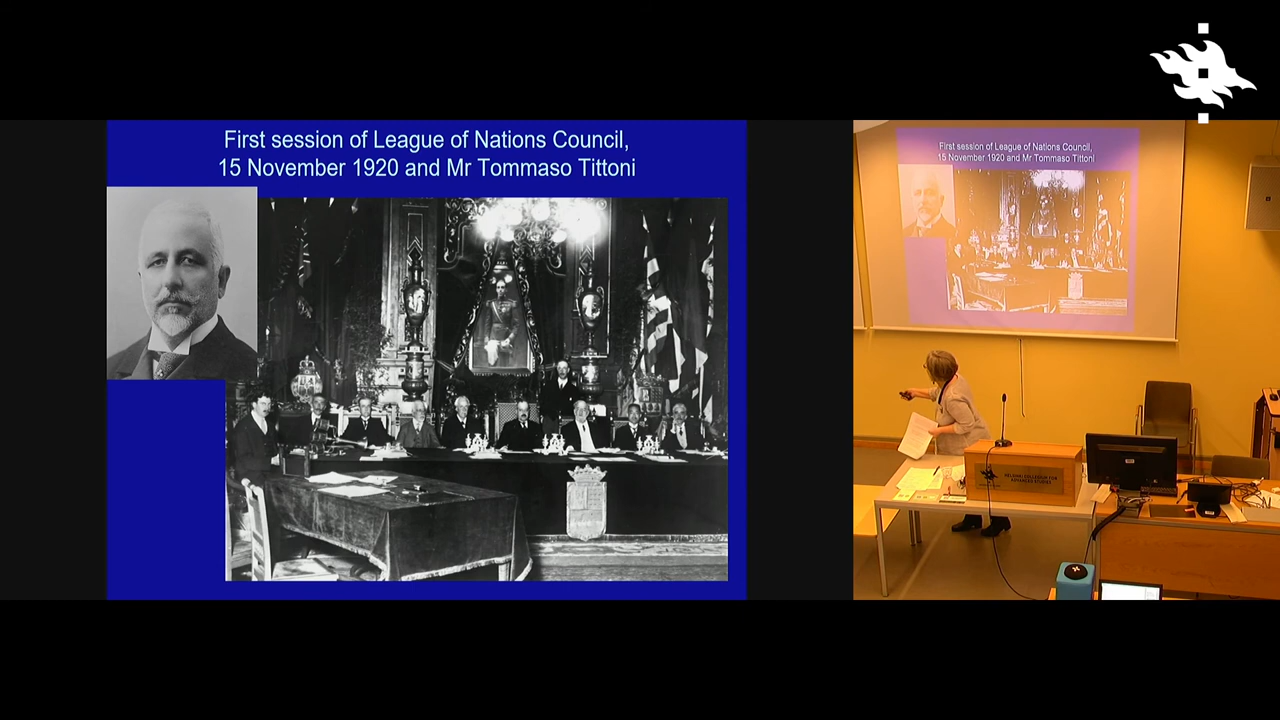 First session of League of Nations Council,
15 November 1920 and Mr Tommaso Tittoni
First session of League of Nations Council,
15 November 1920 and Mr Tommaso Tittoni
HELSINKI COLLEGIUM FOR
ADVANCED STUDIES